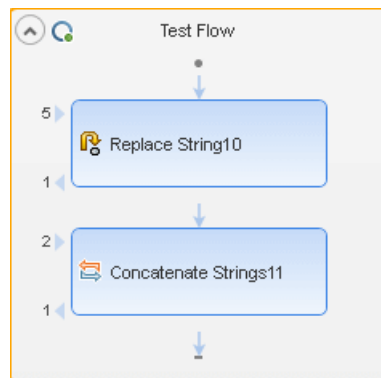 Test Flow
5
Replace String10
1
2
Concatenate Strings11
1